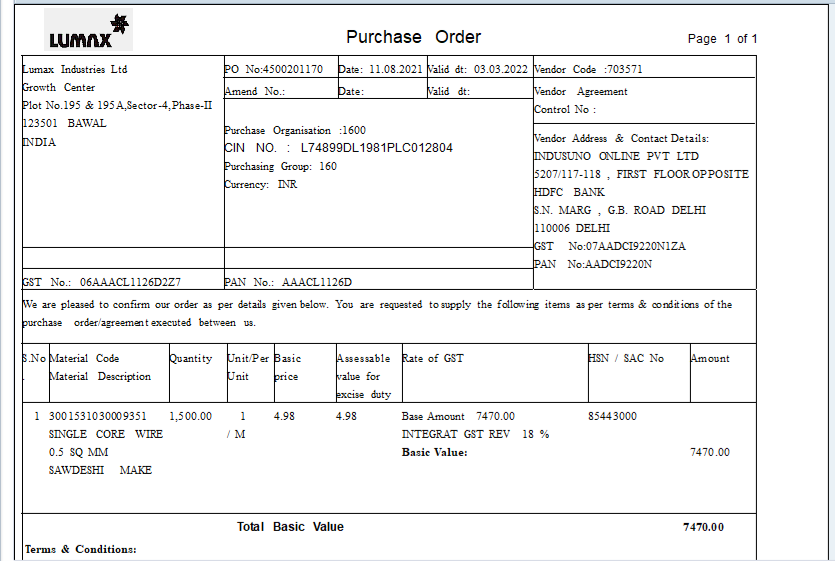 LUMAX
Purchase Order
Page 1 of 1
Lumax Industries Ltd
Growth Center
Plot No.195 & 195A,Sector-4,Phase-II
123501 BAWAL
INDIA
PO No:4500201170 Date: 11.08.2021 Valid dt: 03.03.2022
Amend No.: Date: Valid dt:
Purchase Organisation :1600
CIN NO. : L74899DL1981PLC012804
Purchasing Group: 160
Currency: INR
Vendor Code :703571
Vendor Agreement
Control No :
Vendor Address & Contact Details:
INDUSUNO ONLINE PVT LTD
5207/117-118 , FIRST FLOOR OPPOSITE
HDFC BANK
S.N. MARG , G.B. ROAD DELHI
110006 DELHI
GST No:07AADCI9220N1ZA
PAN No:AADCI9220N
GST No.: 06AAACL1126D2Z7 PAN No.: AAACL1126D
We are pleased to confirm our order as per details given below. You are requested to supply the following items as per terms & conditions of the
purchase order/agreement executed between us.
S.No Material Code Quantity Unit/Per Basic Assessable Rate of GST HSN / SAC No Amount
. Material Description Unit price value for
excise duty
1 3001531030009351 1,500.00 1 4.98 4.98 Base Amount 7470.00 85443000
SINGLE CORE WIRE / M INTEGRAT GST REV 18 %
0.5 SQ MM Basic Value: 7470.00
SAWDESHI MAKE
Total Basic Value 7470.00
Terms & Conditions: